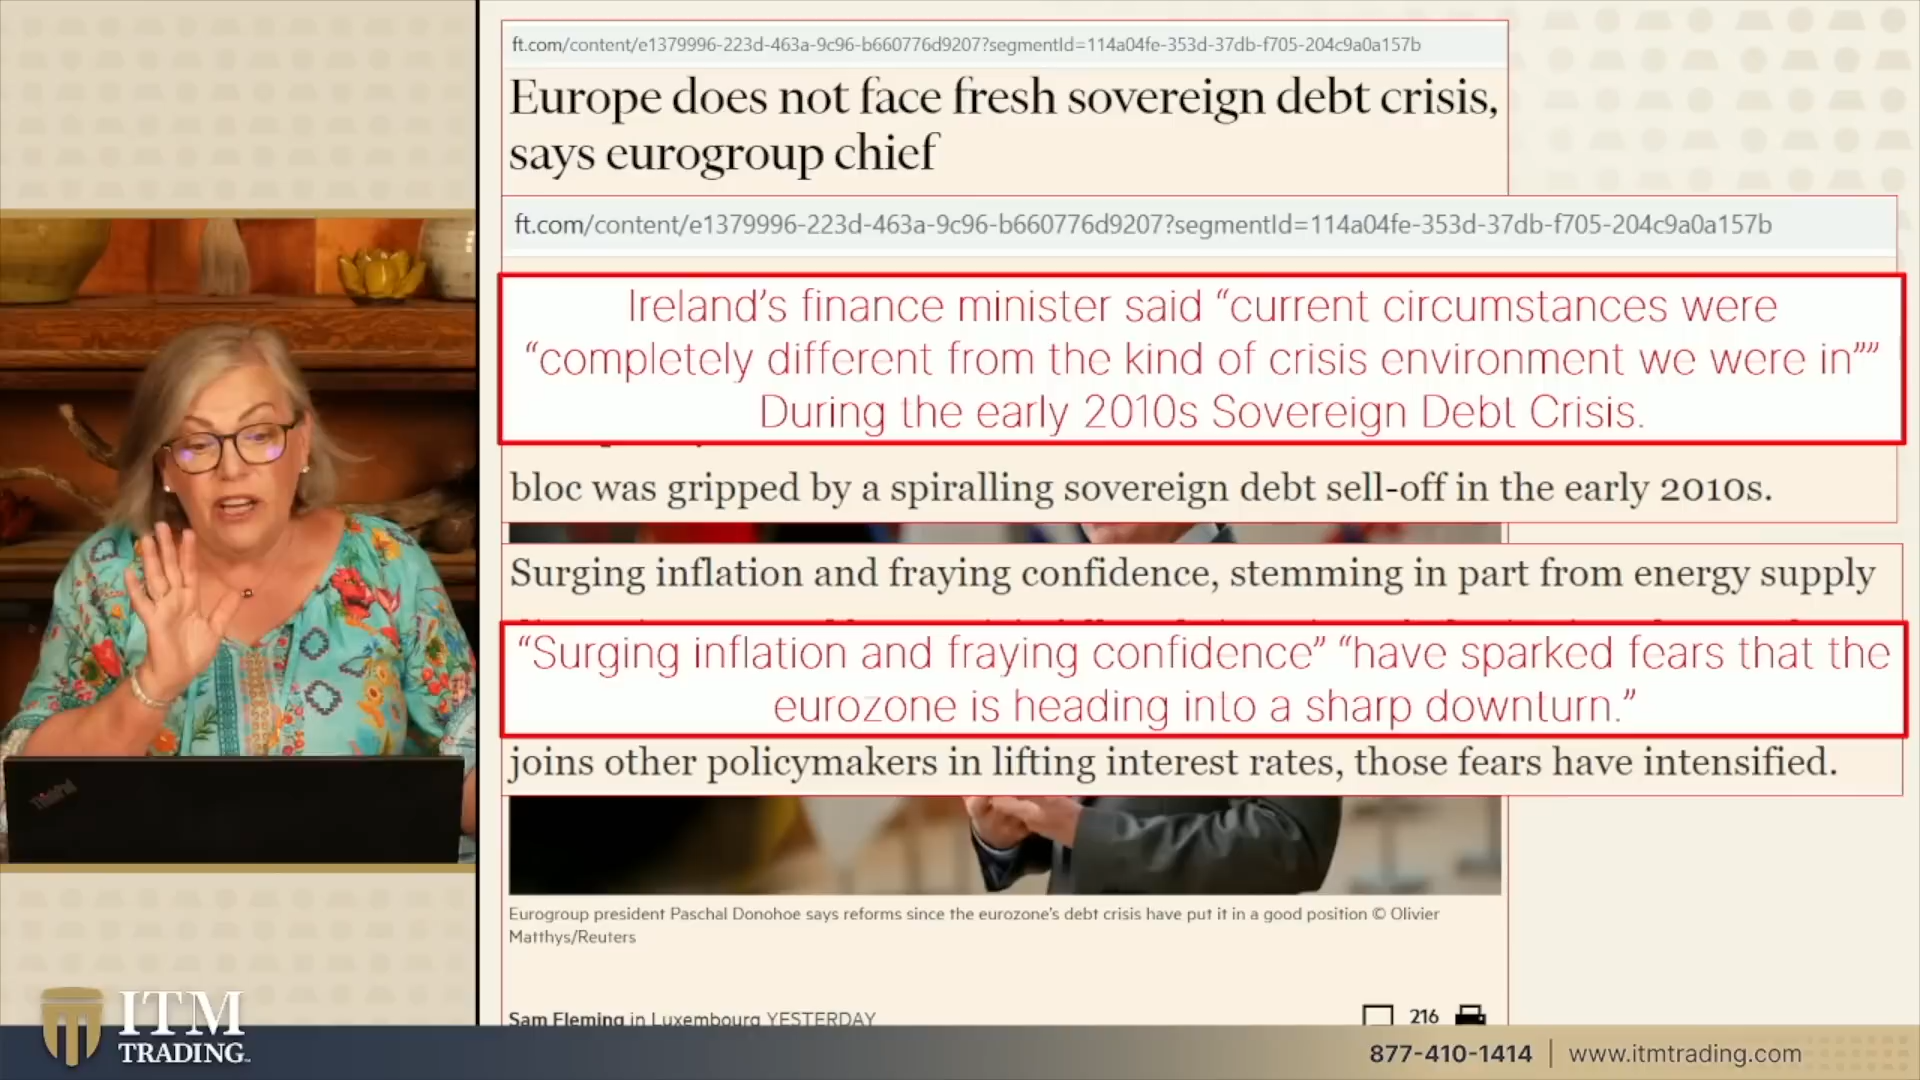 ft.com/content/e1379996-223d-463a-9c96-b660776d9207?segmentId=114a04fe-353d-37db-f705-204c9a0a157b
Europe does not face fresh sovereign debt crisis,
says eurogroup chief
ft.com/content/e1379996-223d-463a-9c96-b660776d9207?segmentId=114a04fe-353d-37db-f705-204c9a0a157b
Ireland's finance minister said “current circumstances were
“completely different from the kind of crisis environment we were in””
During the early 2010s Sovereign Debt Crisis.
bloc was gripped by a spiralling sovereign debt sell-off in the early 2010s.
Surging inflation and fraying confidence, stemming in part from energy supply
“Surging inflation and fraying confidence” “have sparked fears that the
eurozone is heading into a sharp downturn.”
joins other policymakers in lifting interest rates, those fears have intensified.
Eurogroup president Paschal Donohoe says reforms since the eurozone's debt crisis have put it in a good position © Olivier
Matthys/Reuters
Sam Fleming in Luxembourg YESTERDAY
216
ThinkPad
ITM
TRADING
877-410-1414 | www.itmtrading.com